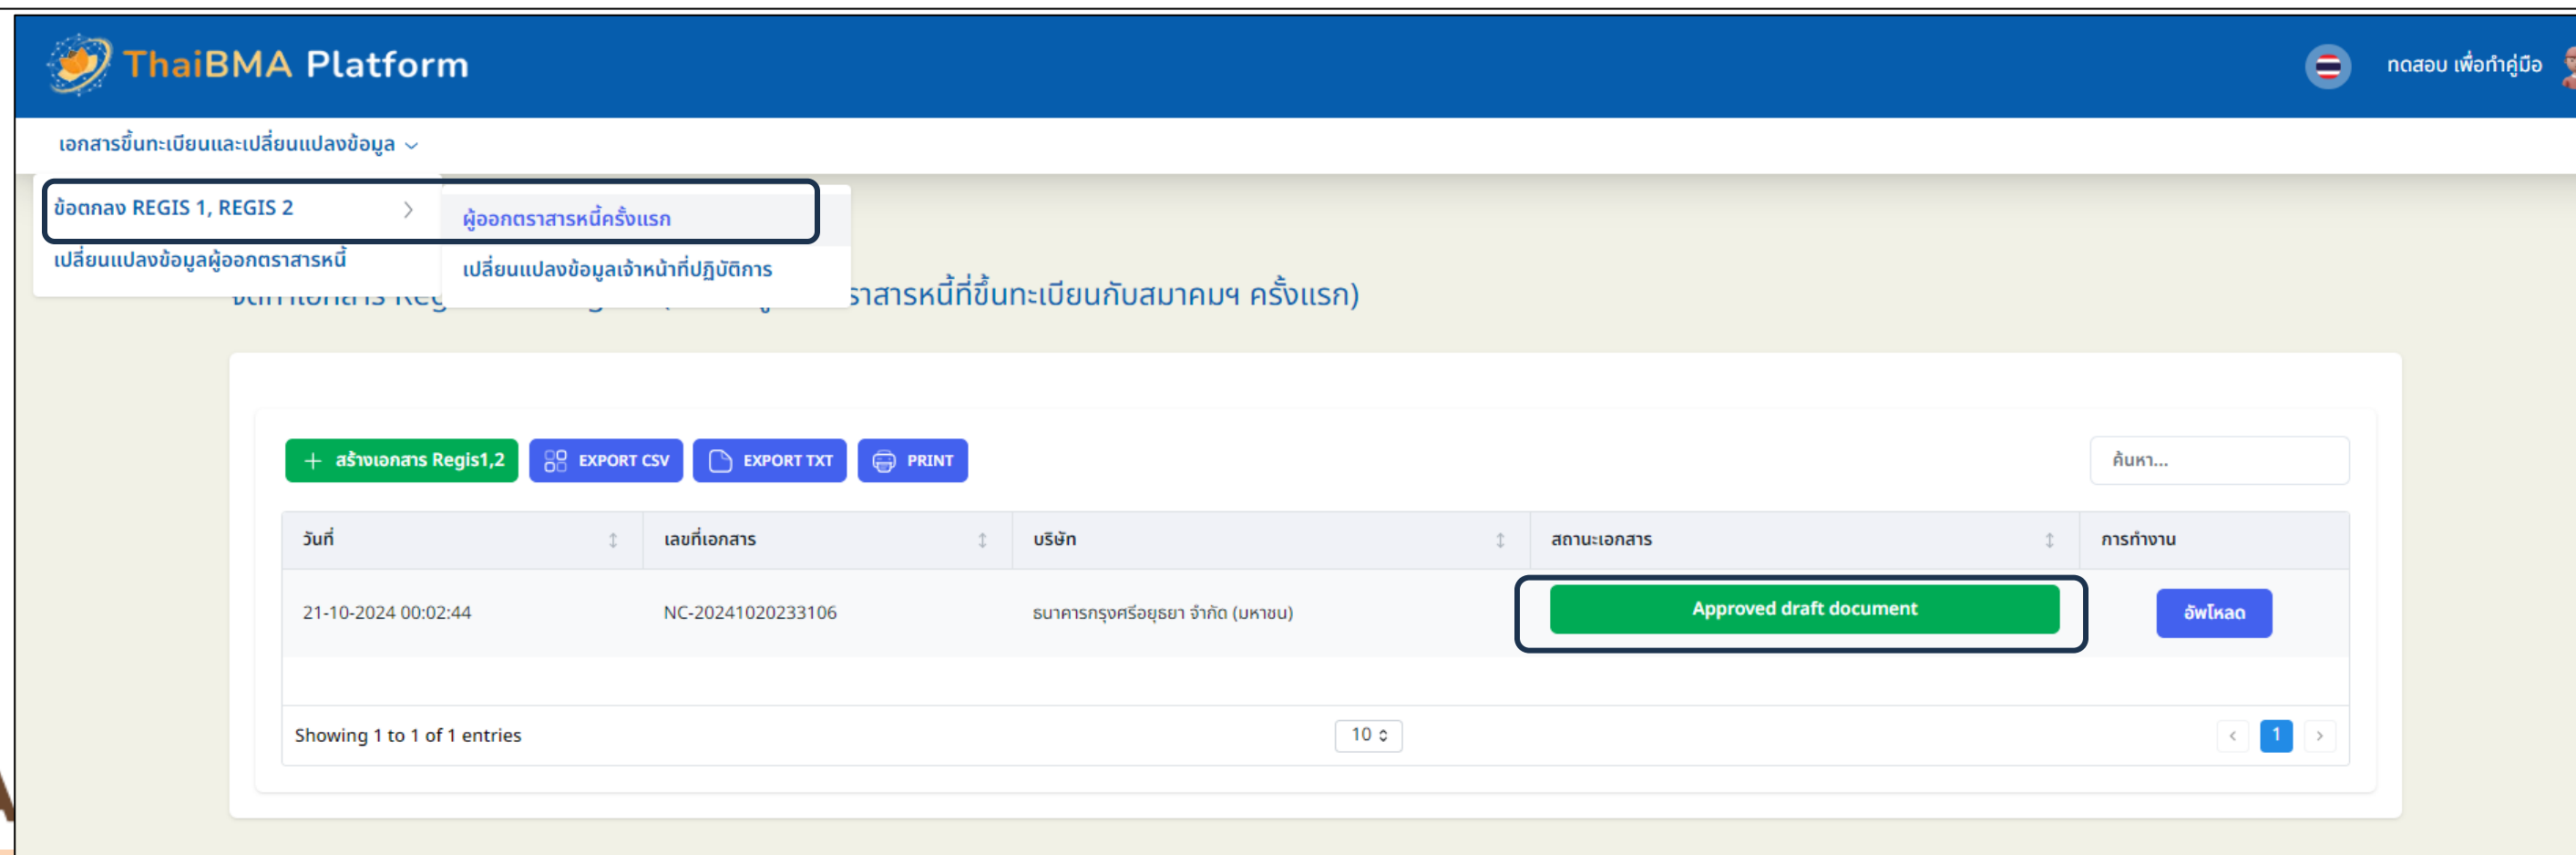 ThaiBMA Platform
ทดสอบ เพื่อทำคู่มือ
เอกสารขึ้นทะเบียนและเปลี่ยนแปลงข้อมูล
ข้อตกลง REGIS 1, REGIS 2
ผู้ออกตราสารหนี้ครั้งแรก
เปลี่ยนแปลงข้อมูลผู้ออกตราสารหนี้
เปลี่ยนแปลงข้อมูลเจ้าหน้าที่ปฏิบัติการ
ราสารหนี้ที่ขึ้นทะเบียนกับสมาคมฯ ครั้งแรก)
+ สร้างเอกสาร Regis1,2
EXPORT CSV
EXPORT TXT
PRINT
ค้นหา...
วันที่ เลขที่เอกสาร บริษัท สถานะเอกสาร การทำงาน
21-10-2024 00:02:44 NC-20241020233106 ธนาคารกรุงศรีอยุธยา จำกัด (มหาชน) Approved draft document อัพโหลด
Showing 1 to 1 of 1 entries 10 < 1 >